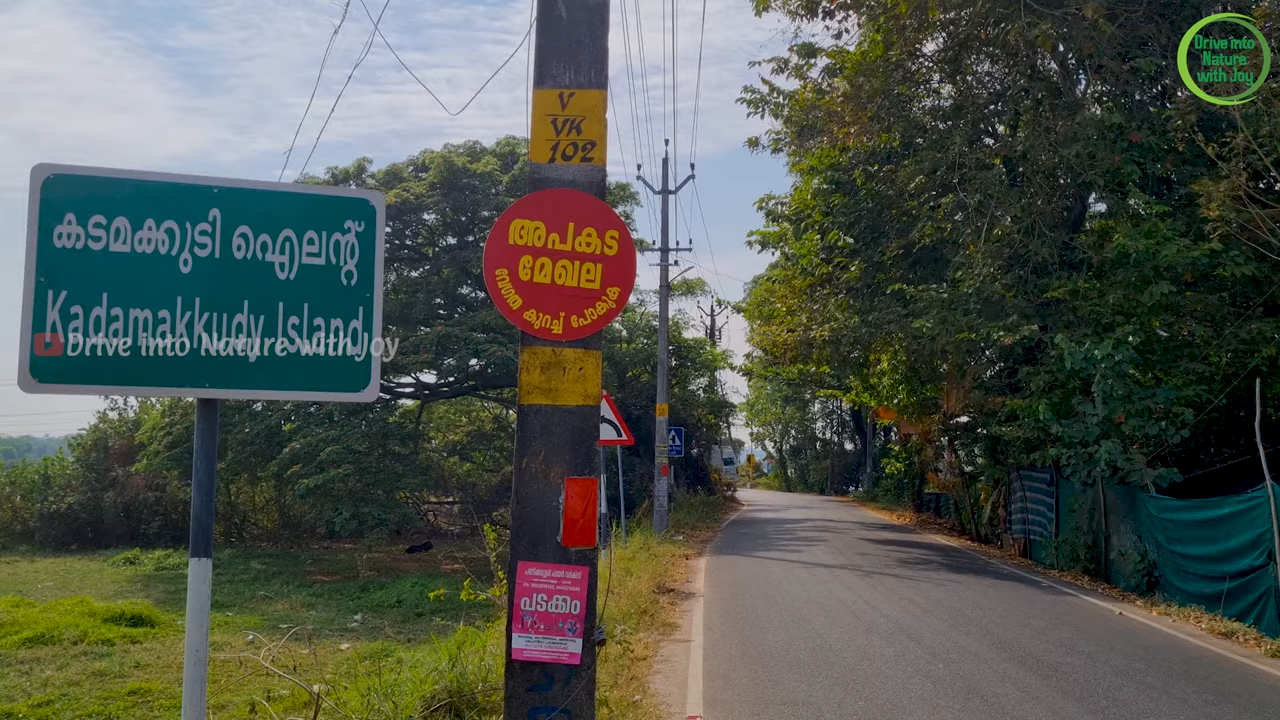 കടമക്കുടി ഐലന്റ്
Kadamakkudy Island
Drive into Nature with Joy
V
VK
102
അപകട
മേഖല
വേഗത കുറച്ച് പോകുക
പടക്കം
Drive into
Nature
with Joy